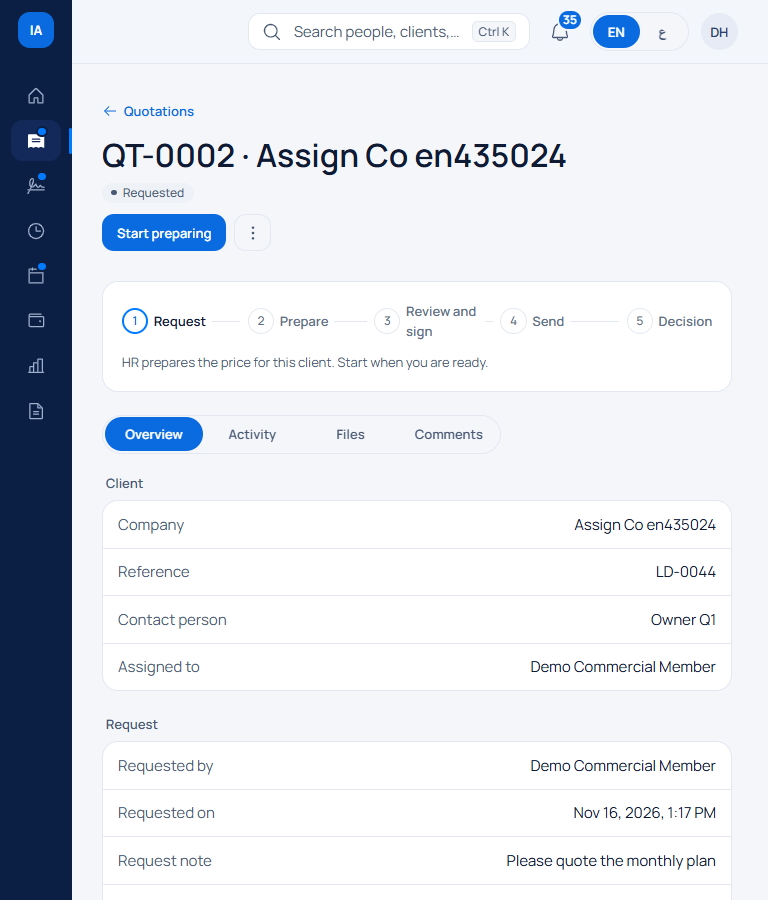 IA
Search people, clients,... Ctrl K
35
EN ع
DH
Quotations
QT-0002 · Assign Co en435024
Requested
Start preparing
1 Request 2 Prepare 3 Review and sign 4 Send 5 Decision
HR prepares the price for this client. Start when you are ready.
Overview Activity Files Comments
Client
Company Assign Co en435024
Reference LD-0044
Contact person Owner Q1
Assigned to Demo Commercial Member
Request
Requested by Demo Commercial Member
Requested on Nov 16, 2026, 1:17 PM
Request note Please quote the monthly plan